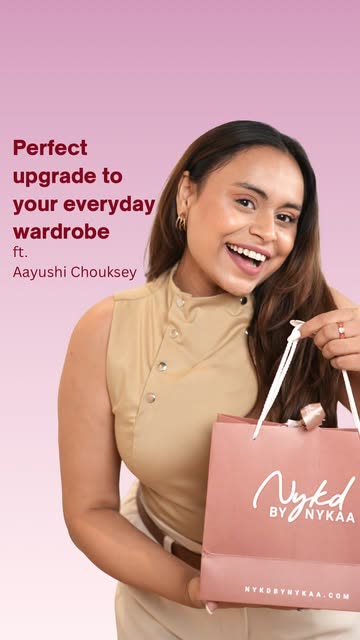 Perfect
upgrade to
your everyday
wardrobe
ft.
Aayushi Chouksey
Nykd
BY NYKAA
NYKDBYNYKAA.COM